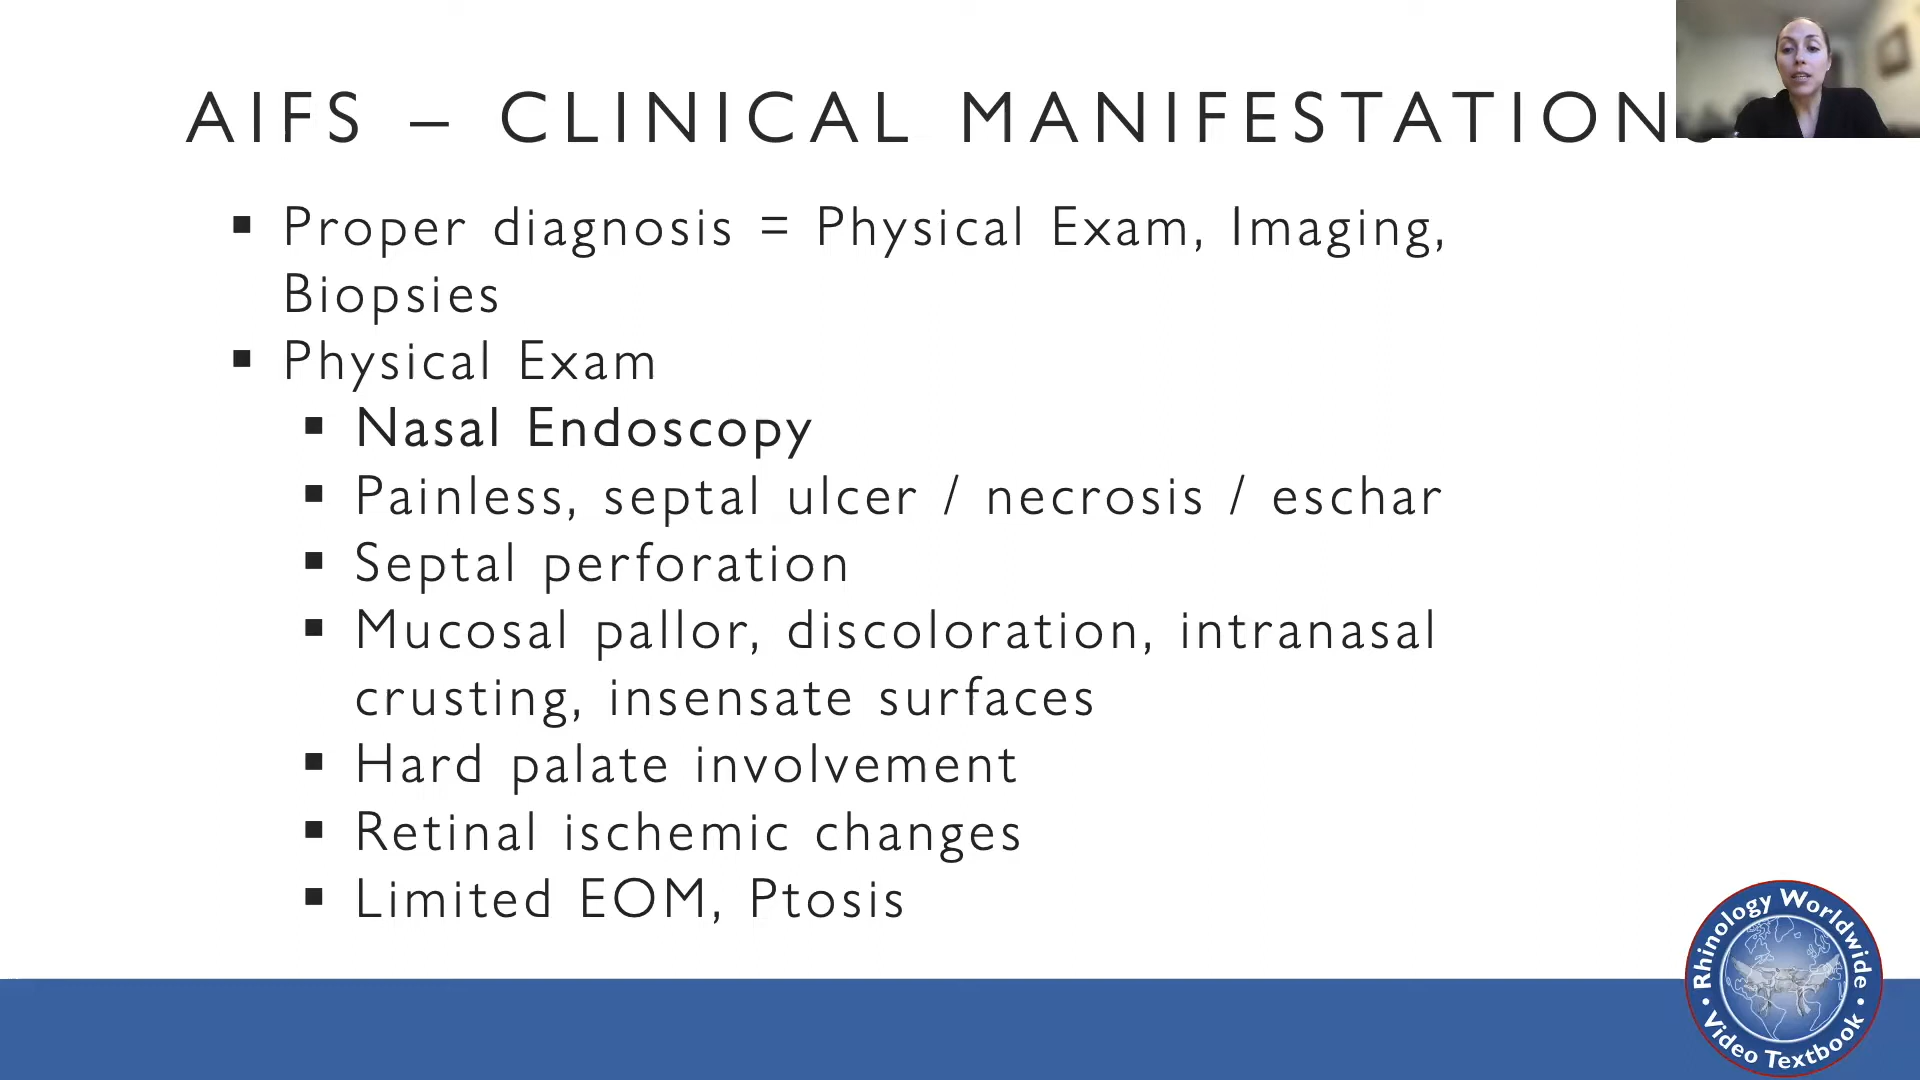 AIFS – CLINICAL MANIFESTATIONS
▪ Proper diagnosis = Physical Exam, Imaging,
Biopsies
▪ Physical Exam
▪ Nasal Endoscopy
▪ Painless, septal ulcer / necrosis / eschar
▪ Septal perforation
▪ Mucosal pallor, discoloration, intranasal
crusting, insensate surfaces
▪ Hard palate involvement
▪ Retinal ischemic changes
▪ Limited EOM, Ptosis
Rhinology Worldwide
• Video Textbook •